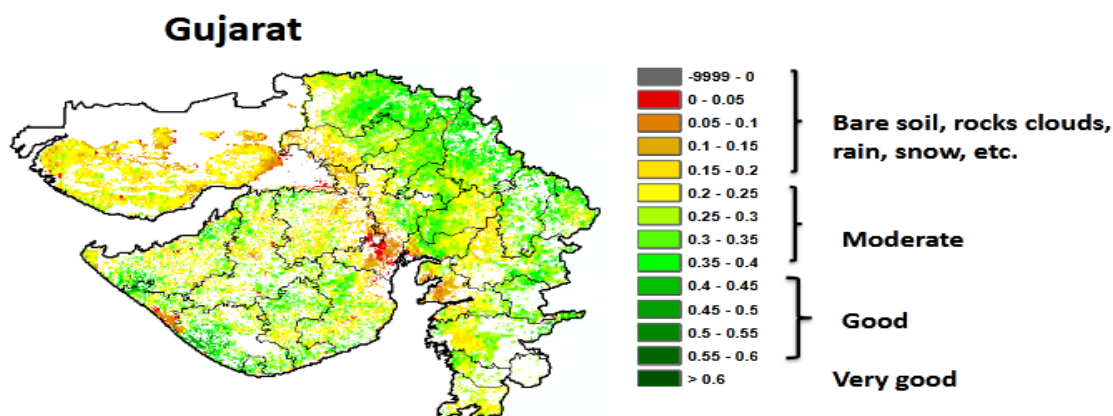 Gujarat
-9999 - 0
0 - 0.05
0.05 - 0.1
0.1 - 0.15
0.15 - 0.2
0.2 - 0.25
0.25 - 0.3
0.3 - 0.35
0.35 - 0.4
0.4 - 0.45
0.45 - 0.5
0.5 - 0.55
0.55 - 0.6
> 0.6
Bare soil, rocks clouds,
rain, snow, etc.
Moderate
Good
Very good